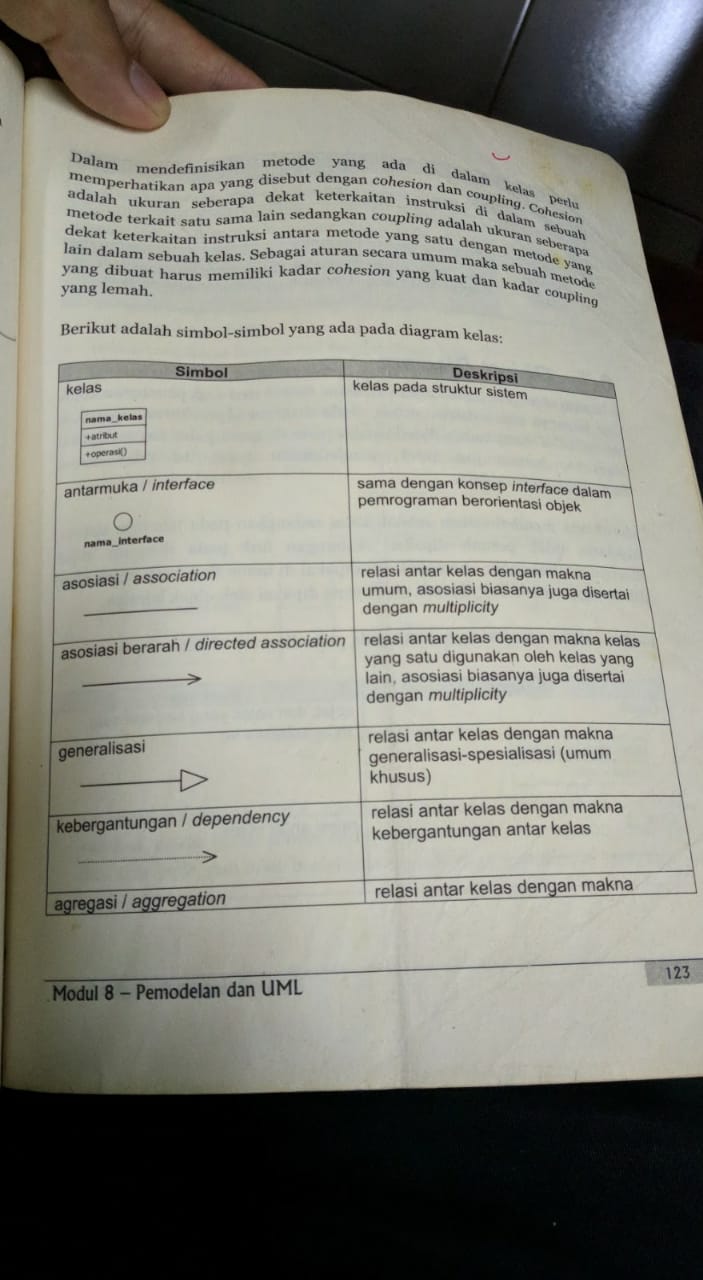 Dalam mendefinisikan metode yang ada di dalam kelas perlu
memperhatikan apa yang disebut dengan cohesion dan coupling. Cohesion
adalah ukuran seberapa dekat keterkaitan instruksi di dalam sebuah
metode terkait satu sama lain sedangkan coupling adalah ukuran seberapa
dekat keterkaitan instruksi antara metode yang satu dengan metode yang
lain dalam sebuah kelas. Sebagai aturan secara umum maka sebuah metode
yang dibuat harus memiliki kadar cohesion yang kuat dan kadar coupling
yang lemah.
Berikut adalah simbol-simbol yang ada pada diagram kelas:
Simbol Deskripsi
kelas
nama_kelas
+atribut
+operasi()
kelas pada struktur sistem
antarmuka / interface
nama_interface
sama dengan konsep interface dalam
pemrograman berorientasi objek
asosiasi / association
relasi antar kelas dengan makna
umum, asosiasi biasanya juga disertai
dengan multiplicity
asosiasi berarah / directed association
relasi antar kelas dengan makna kelas
yang satu digunakan oleh kelas yang
lain, asosiasi biasanya juga disertai
dengan multiplicity
generalisasi
relasi antar kelas dengan makna
generalisasi-spesialisasi (umum
khusus)
kebergantungan / dependency
relasi antar kelas dengan makna
kebergantungan antar kelas
agregasi / aggregation
relasi antar kelas dengan makna
Modul 8 – Pemodelan dan UML
123